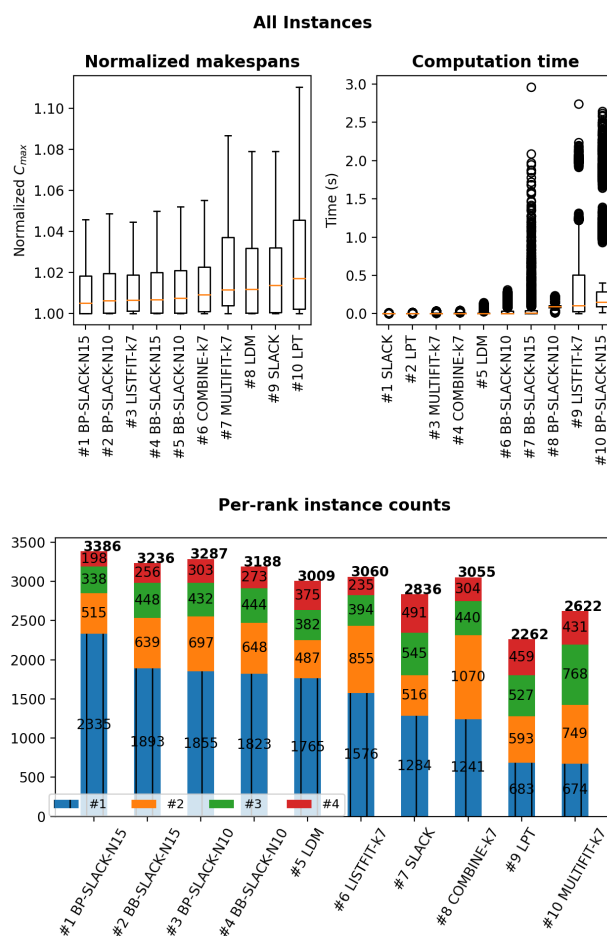 All Instances
Normalized makespans
Normalized Cmax
1.10
1.08
1.06
1.04
1.02
1.00
#1 BP-SLACK-N15
#2 BP-SLACK-N10
#3 LISTFIT-k7
#4 BB-SLACK-N15
#5 BB-SLACK-N10
#6 COMBINE-k7
#7 MULTIFIT-k7
#8 LDM
#9 SLACK
#10 LPT
Computation time
Time (s)
3.0
2.5
2.0
1.5
1.0
0.5
0.0
#1 SLACK
#2 LPT
#3 MULTIFIT-k7
#4 COMBINE-k7
#5 LDM
#6 BB-SLACK-N10
#7 BB-SLACK-N15
#8 BP-SLACK-N10
#9 LISTFIT-k7
#10 BP-SLACK-N15
Per-rank instance counts
3500
3000
2500
2000
1500
1000
500
0
3386
198
338
515
2335
3236
256
448
639
1893
3287
303
432
697
1855
3188
273
444
648
1823
3009
375
382
487
1765
3060
235
394
855
1576
2836
491
545
516
1284
3055
304
440
1070
1241
2262
459
527
593
683
2622
431
768
749
674
#1 #2 #3 #4
#1 BP-SLACK-N15
#2 BB-SLACK-N15
#3 BP-SLACK-N10
#4 BB-SLACK-N10
#5 LDM
#6 LISTFIT-k7
#7 SLACK
#8 COMBINE-k7
#9 LPT
#10 MULTIFIT-k7